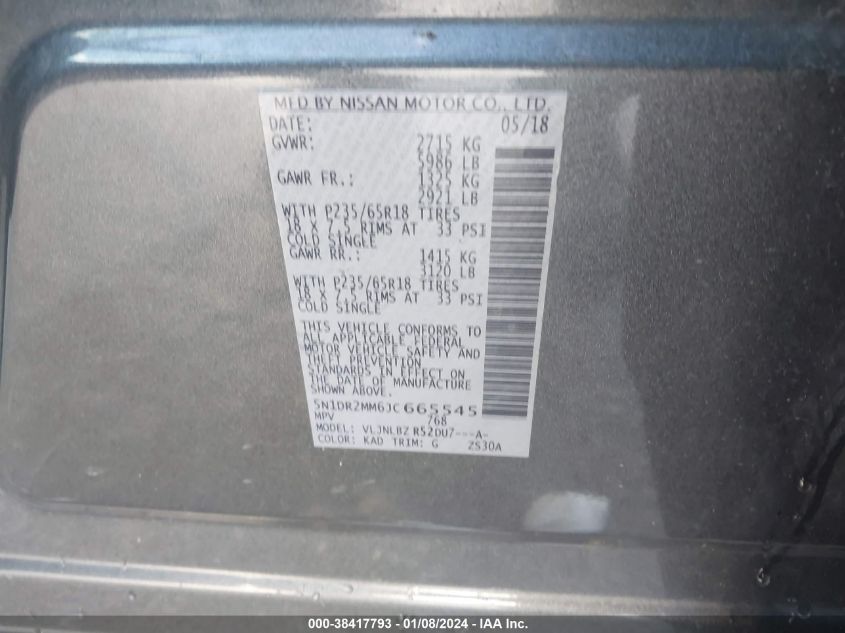 MFD BY NISSAN MOTOR CO., LTD.
DATE: 05/18
GVWR: 2715 KG
5986 LB
GAWR FR.: 1325 KG
2921 LB
WITH P235/65R18 TIRES
18 X 7.5 RIMS AT 33 PSI
COLD SINGLE
GAWR RR.: 1415 KG
3120 LB
WITH P235/65R18 TIRES
18 X 7.5 RIMS AT 33 PSI
COLD SINGLE
THIS VEHICLE CONFORMS TO
ALL APPLICABLE FEDERAL
MOTOR VEHICLE SAFETY AND
THEFT PREVENTION
STANDARDS IN EFFECT ON
THE DATE OF MANUFACTURE
SHOWN ABOVE.
5N1DR2MM6JC665545
MPV 768
MODEL: VLJNLBZ R52DU7---A-
COLOR: KAD TRIM: G ZS30A
000-38417793 - 01/08/2024 - IAA Inc.